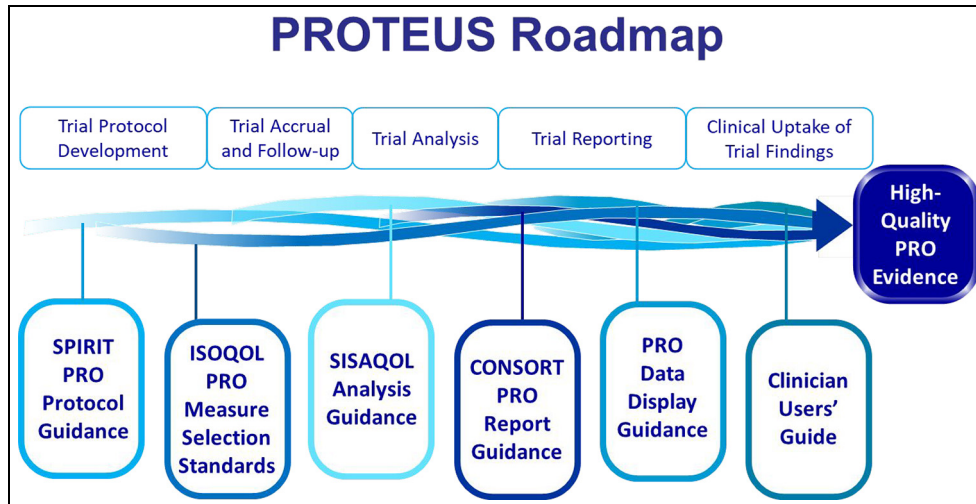 PROTEUS Roadmap
Trial Protocol
Development
Trial Accrual
and Follow-up
Trial Analysis
Trial Reporting
Clinical Uptake of
Trial Findings
High-
Quality
PRO
Evidence
SPIRIT
PRO
Protocol
Guidance
ISOQOL
PRO
Measure
Selection
Standards
SISAQOL
Analysis
Guidance
CONSORT
PRO
Report
Guidance
PRO
Data
Display
Guidance
Clinician
Users’
Guide